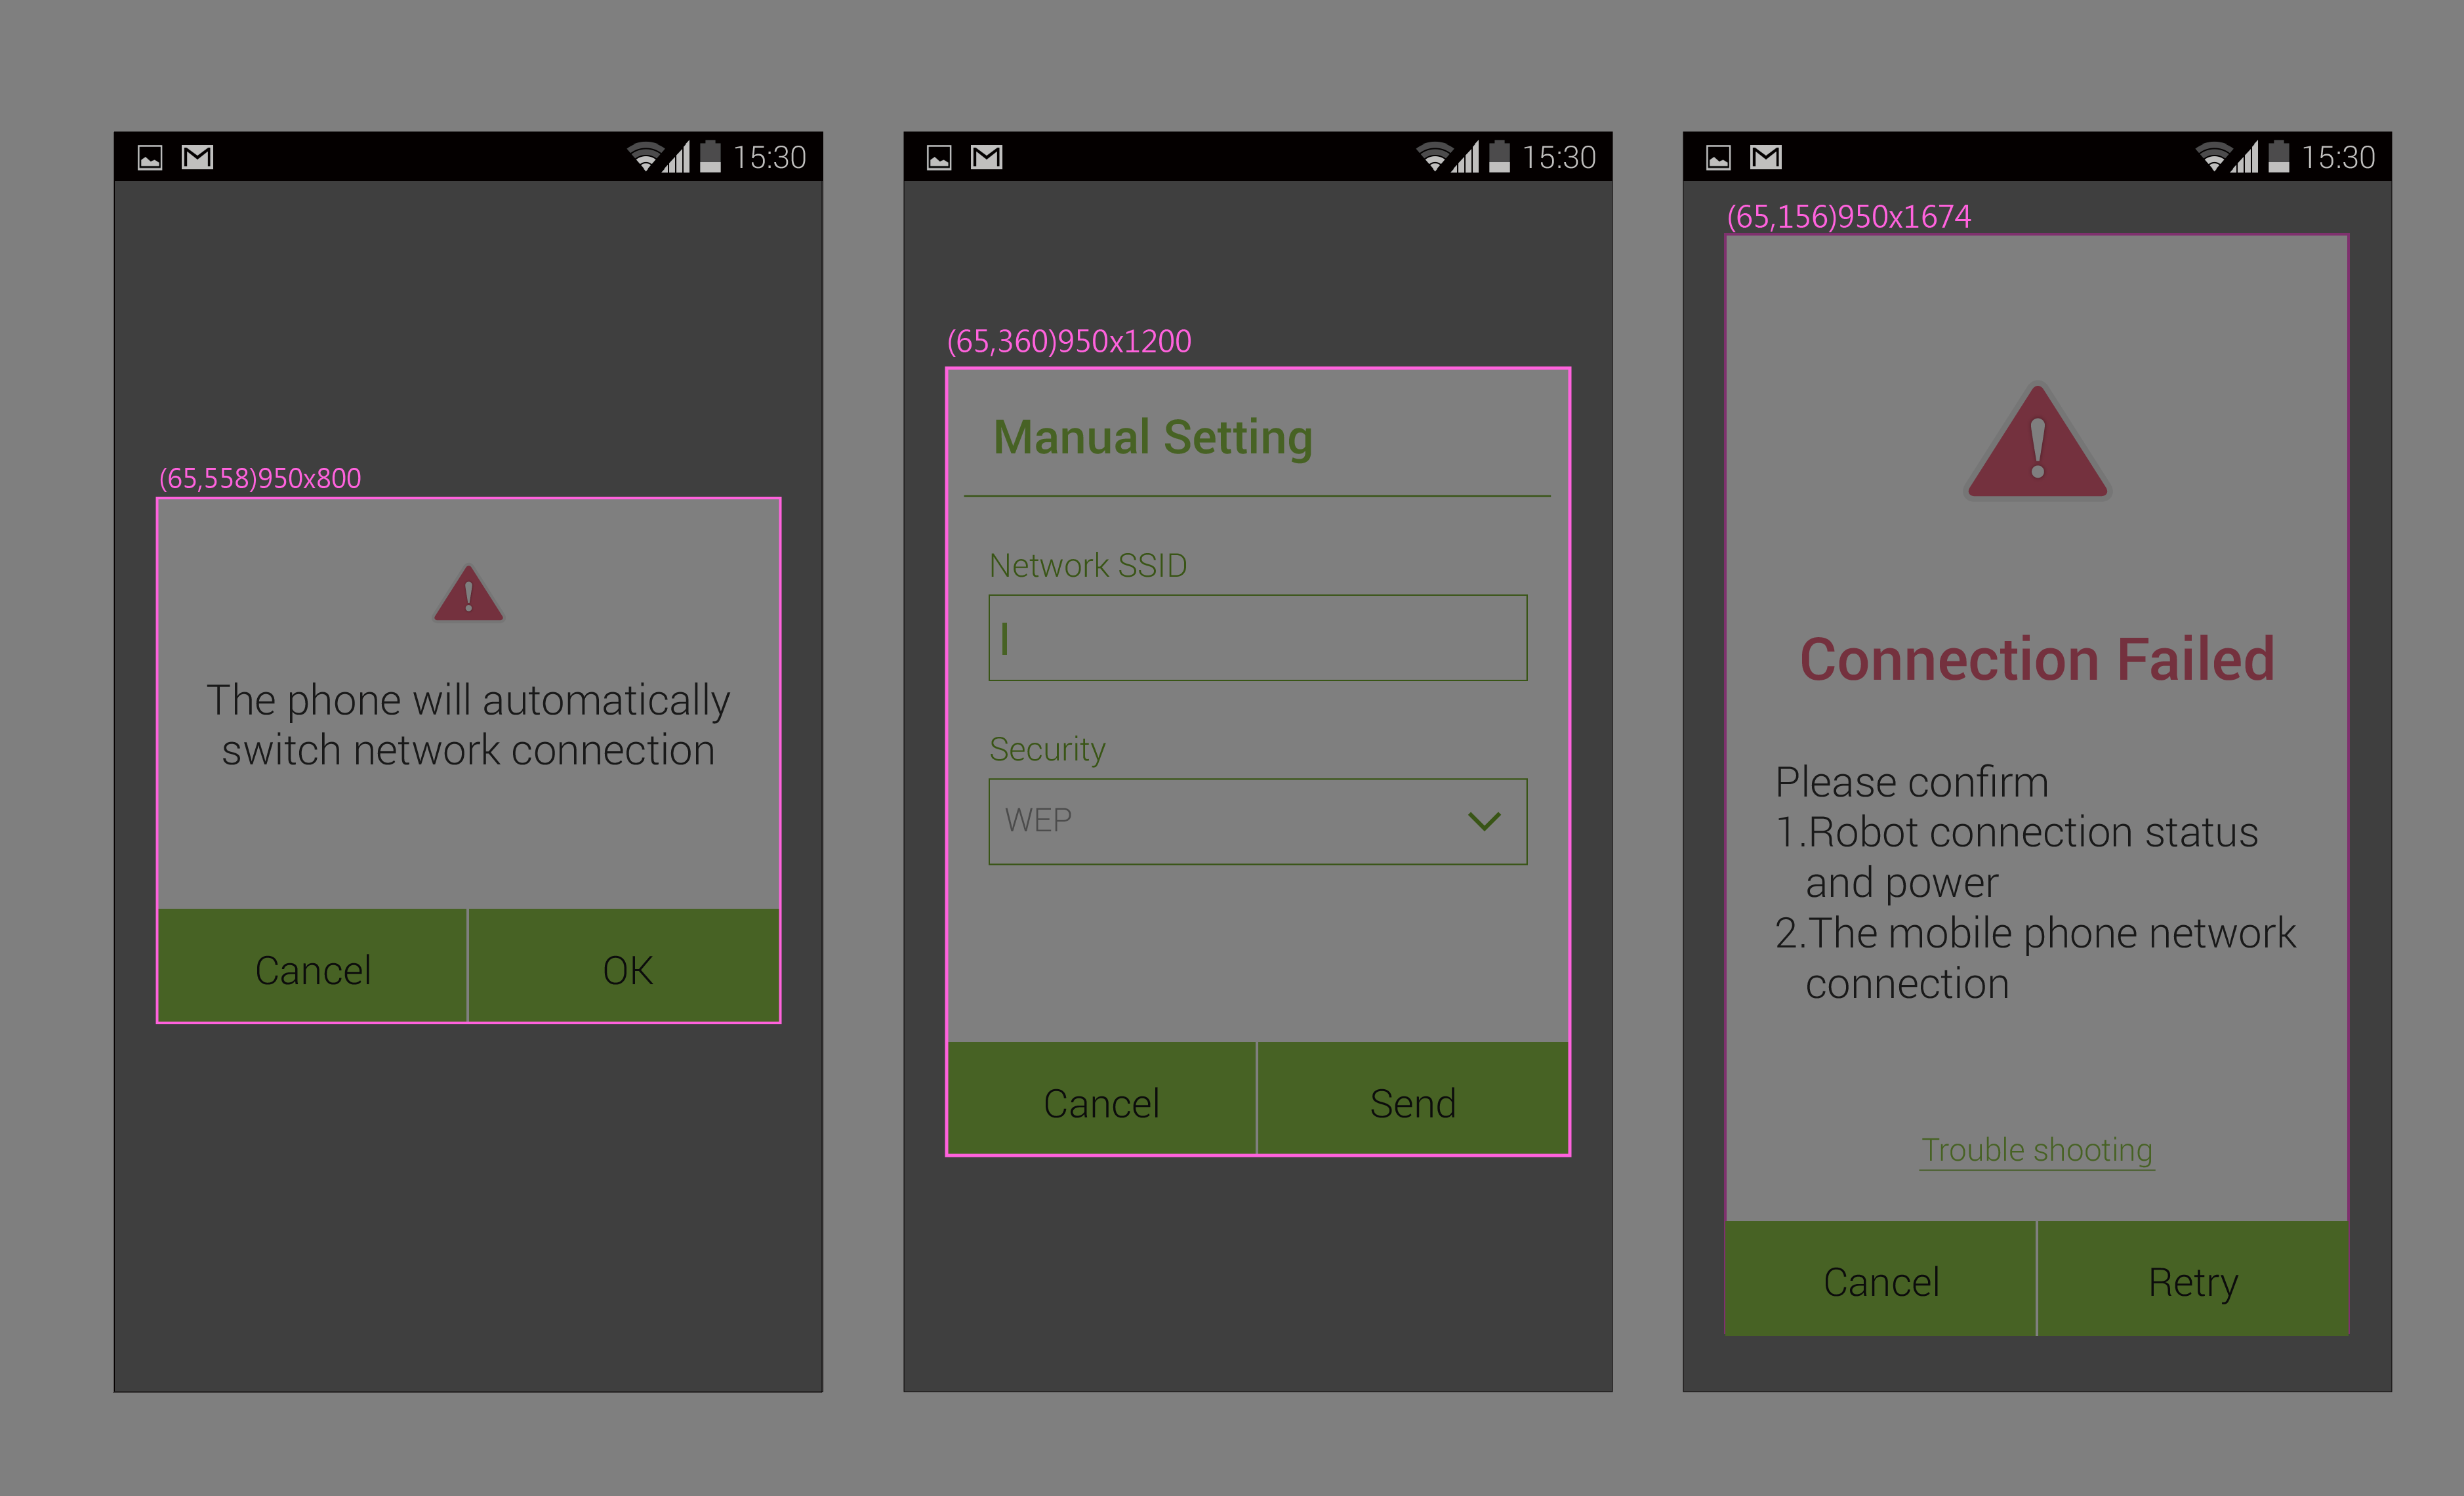 15:30
(65,558)950x800
The phone will automatically
switch network connection
Cancel
OK
15:30
(65,360)950x1200
Manual Setting
Network SSID
Security
WEP
Cancel
Send
15:30
(65,156)950x1674
Connection Failed
Please confirm
1.Robot connection status
and power
2.The mobile phone network
connection
Trouble shooting
Cancel
Retry